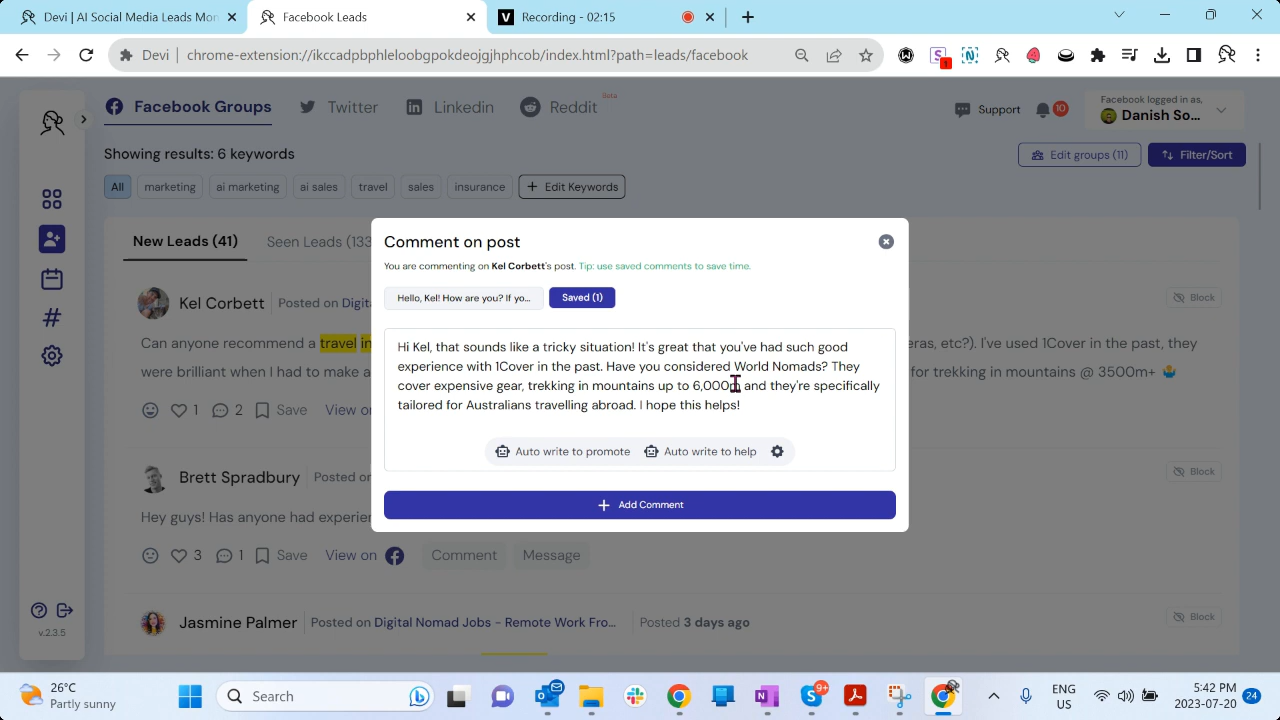 Devi | AI Social Media Leads Mon
Facebook Leads
Recording - 02:15
Devi
chrome-extension://ikccadpbphleloobgpokdeojgjhphcob/index.html?path=leads/facebook
1
Facebook Groups
Twitter
Linkedin
Reddit
Beta
Support
10
Facebook logged in as,
Danish So...
Showing results: 6 keywords
Edit groups (11)
Filter/Sort
All
marketing
ai marketing
ai sales
travel
sales
insurance
+ Edit Keywords
New Leads (41)
Seen Leads (133
Kel Corbett
Posted on Digit
Block
Can anyone recommend a travel in
eras, etc?). I've used 1Cover in the past, they
were brilliant when I had to make a
for trekking in mountains @ 3500m+
1
2
Save
View o
Brett Spradbury
Posted
Block
Hey guys! Has anyone had experien
3
1
Save
View on
Comment
Message
Jasmine Palmer
Posted on Digital Nomad Jobs - Remote Work Fro...
Posted 3 days ago
Block
v.2.3.5
Comment on post
You are commenting on Kel Corbett's post. Tip: use saved comments to save time.
Hello, Kel! How are you? If yo...
Saved (1)
Hi Kel, that sounds like a tricky situation! It's great that you've had such good
experience with 1Cover in the past. Have you considered World Nomads? They
cover expensive gear, trekking in mountains up to 6,000m and they're specifically
tailored for Australians travelling abroad. I hope this helps!
Auto write to promote
Auto write to help
+ Add Comment
26°C
Partly sunny
Search
9+
ENG
US
5:42 PM
2023-07-20
24